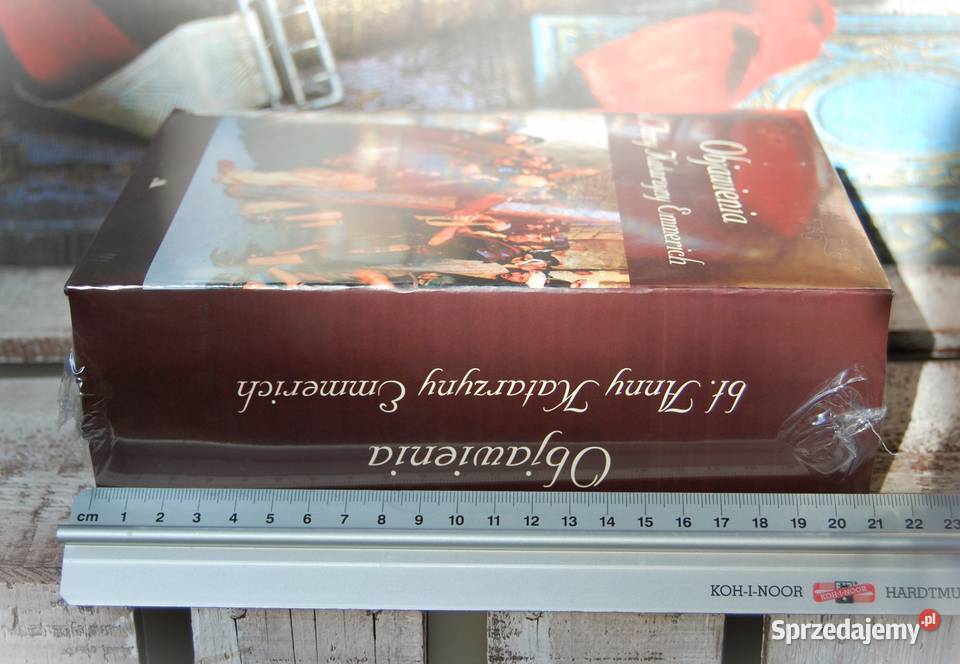 Objawienia
Anny Katarzyny Emmerich
Objawienia
bł. Anny Katarzyny Emmerich
cm 1 2 3 4 5 6 7 8 9 10 11 12 13 14 15 16 17 18 19 20 21 22 23
KOH-I-NOOR KOH-I-NOOR HARDTMU
Sprzedajemy.pl